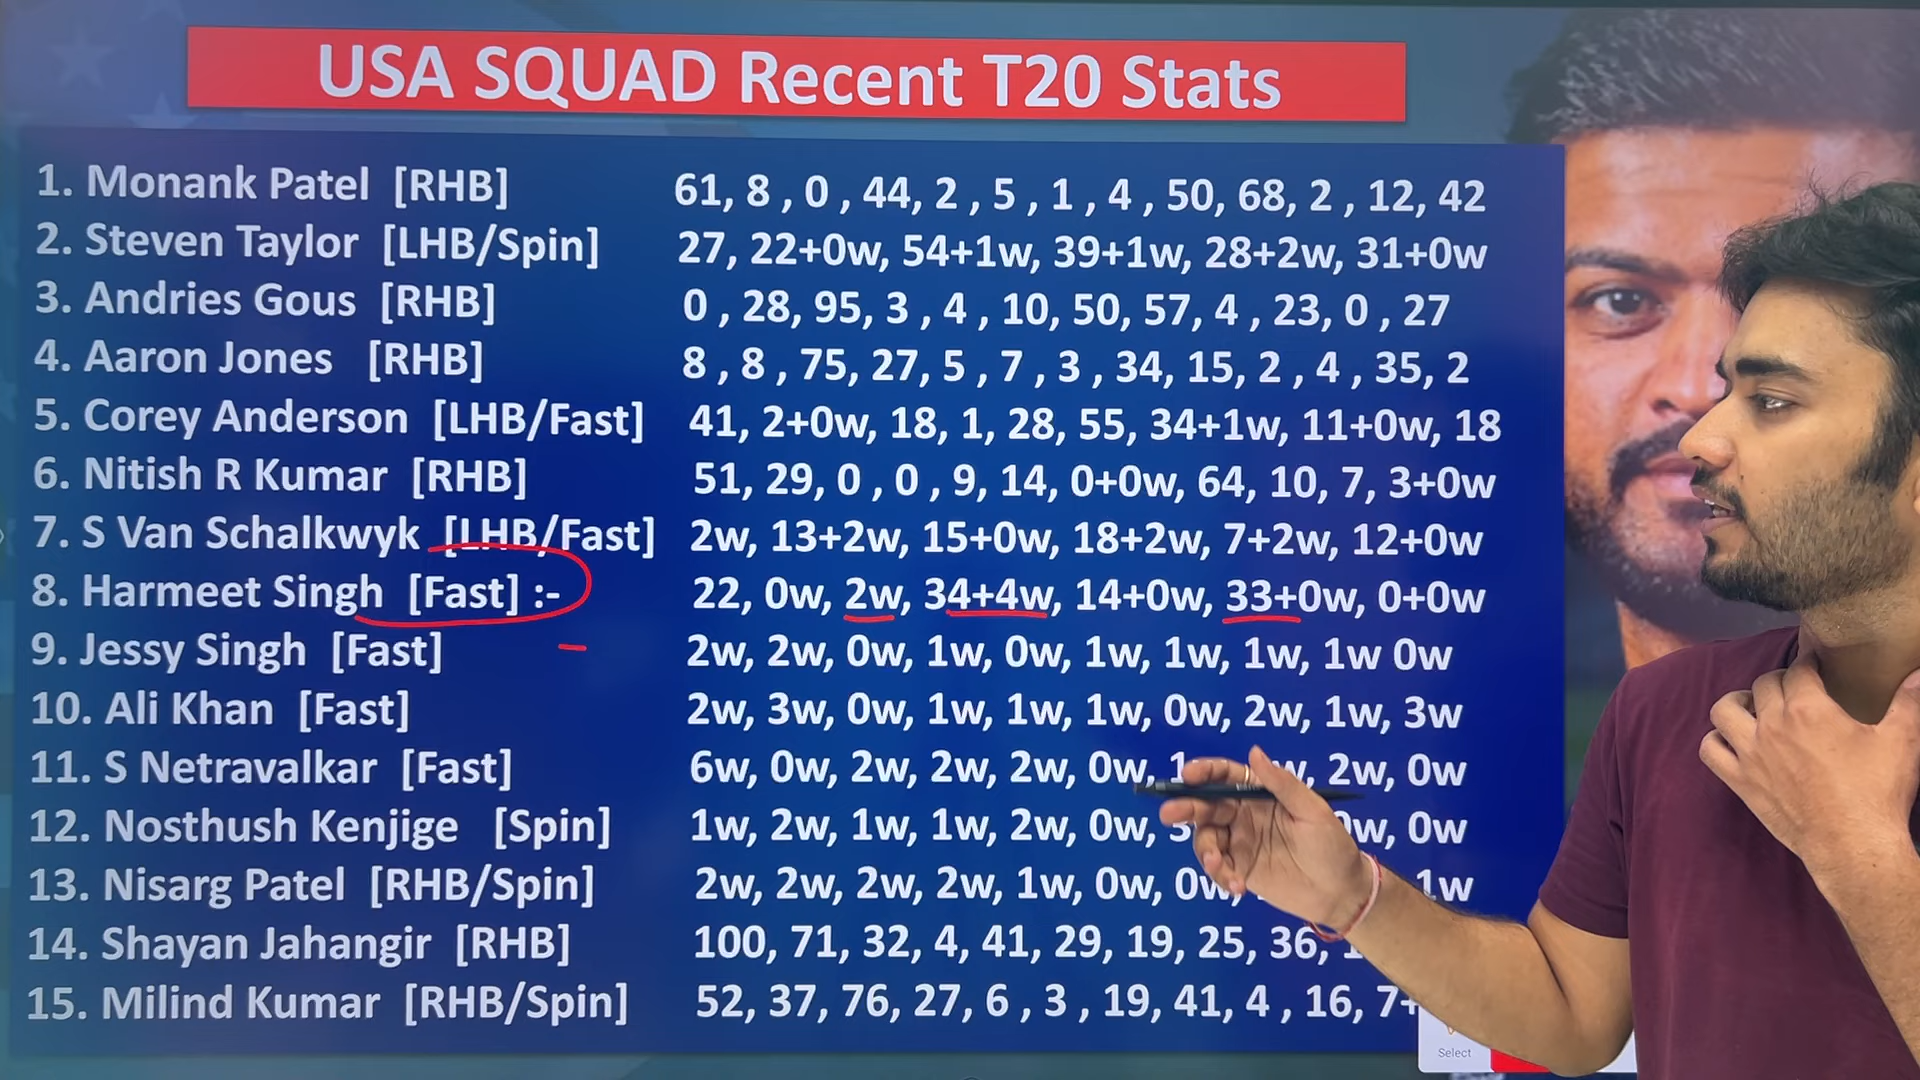 USA SQUAD Recent T20 Stats
1. Monank Patel [RHB] 61, 8 , 0 , 44, 2 , 5 , 1 , 4 , 50, 68, 2 , 12, 42
2. Steven Taylor [LHB/Spin] 27, 22+0w, 54+1w, 39+1w, 28+2w, 31+0w
3. Andries Gous [RHB] 0 , 28, 95, 3 , 4 , 10, 50, 57, 4 , 23, 0 , 27
4. Aaron Jones [RHB] 8 , 8 , 75, 27, 5 , 7 , 3 , 34, 15, 2 , 4 , 35, 2
5. Corey Anderson [LHB/Fast] 41, 2+0w, 18, 1, 28, 55, 34+1w, 11+0w, 18
6. Nitish R Kumar [RHB] 51, 29, 0 , 0 , 9, 14, 0+0w, 64, 10, 7, 3+0w
7. S Van Schalkwyk [LHB/Fast] 2w, 13+2w, 15+0w, 18+2w, 7+2w, 12+0w
8. Harmeet Singh [Fast] :- 22, 0w, 2w, 34+4w, 14+0w, 33+0w, 0+0w
9. Jessy Singh [Fast] 2w, 2w, 0w, 1w, 0w, 1w, 1w, 1w, 1w 0w
10. Ali Khan [Fast] 2w, 3w, 0w, 1w, 1w, 1w, 0w, 2w, 1w, 3w
11. S Netravalkar [Fast] 6w, 0w, 2w, 2w, 2w, 0w, 2w, 0w
12. Nosthush Kenjige [Spin] 1w, 2w, 1w, 1w, 2w, 0w, 0w
13. Nisarg Patel [RHB/Spin] 2w, 2w, 2w, 2w, 1w, 0w, 1w
14. Shayan Jahangir [RHB] 100, 71, 32, 4, 41, 29, 19, 25, 36,
15. Milind Kumar [RHB/Spin] 52, 37, 76, 27, 6 , 3 , 19, 41, 4 , 16,
Select